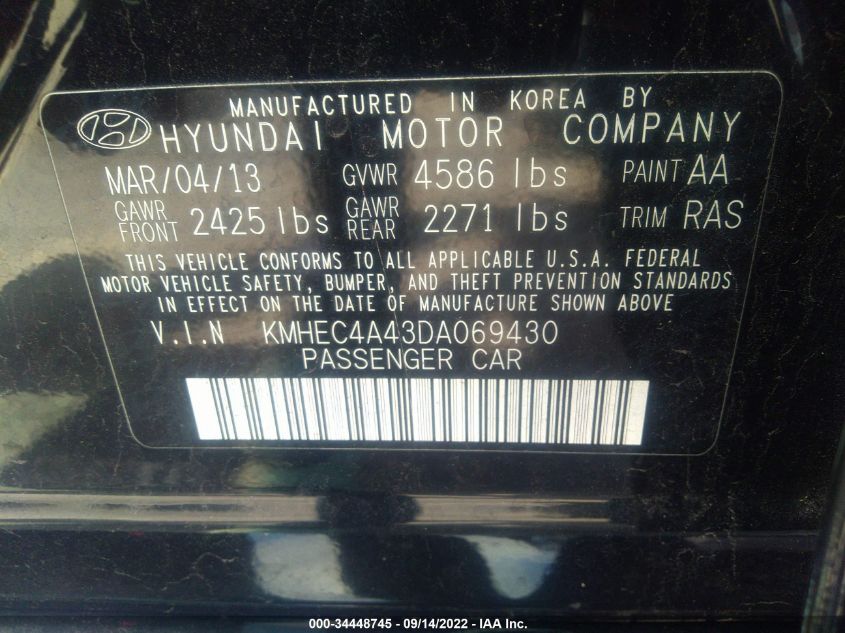 MANUFACTURED IN KOREA BY
HYUNDAI MOTOR COMPANY
MAR/04/13 GVWR 4586 lbs PAINT AA
GAWR FRONT 2425 lbs GAWR REAR 2271 lbs TRIM RAS
THIS VEHICLE CONFORMS TO ALL APPLICABLE U.S.A. FEDERAL
MOTOR VEHICLE SAFETY, BUMPER, AND THEFT PREVENTION STANDARDS
IN EFFECT ON THE DATE OF MANUFACTURE SHOWN ABOVE
V.I.N KMHEC4A43DA069430
PASSENGER CAR
000-34448745 - 09/14/2022 - IAA Inc.